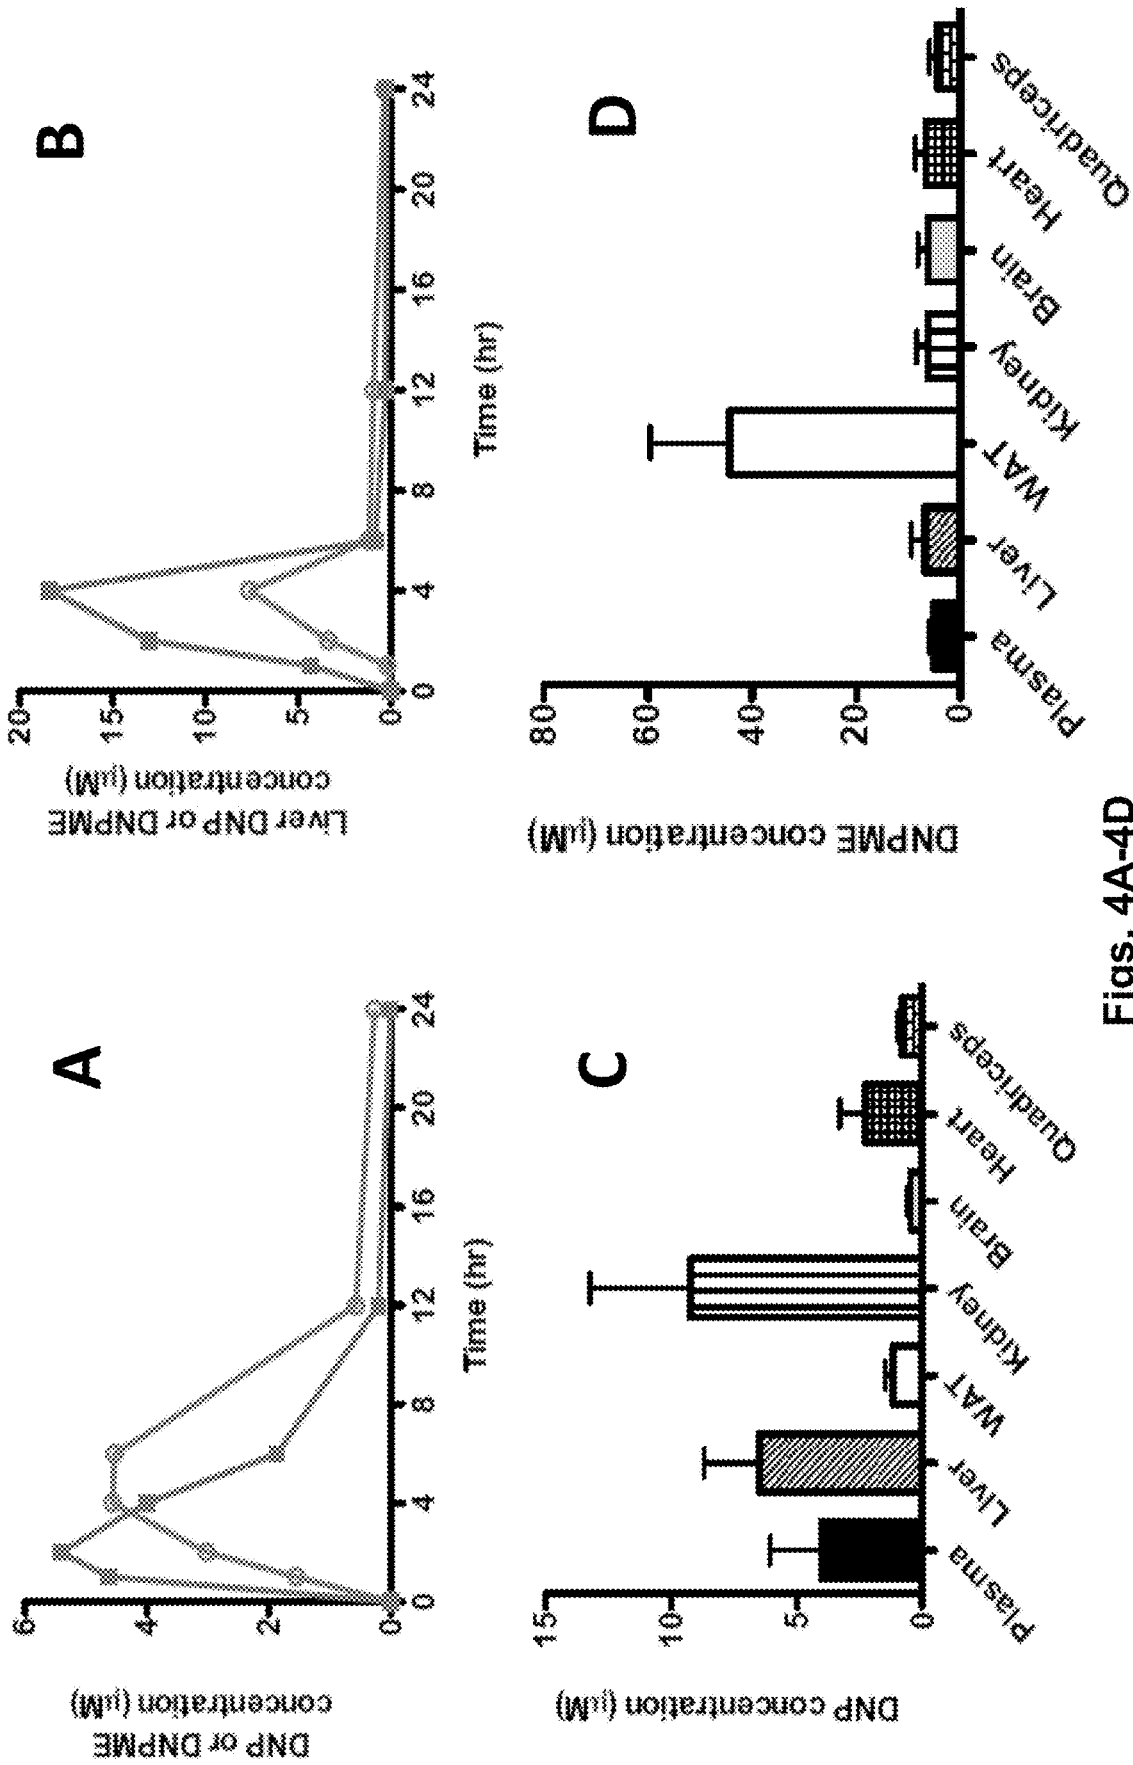 A
DNP or DNPME
concentration (μM)
6
4
2
0
0
4
8
12
16
20
24
Time (hr)
B
Liver DNP or DNPME
concentration (μM)
20
15
10
5
0
0
4
8
12
16
20
24
Time (hr)
C
DNP concentration (μM)
15
10
5
0
Plasma
Liver
WAT
Kidney
Brain
Heart
Quadriceps
D
DNPME concentration (μM)
80
60
40
20
0
Plasma
Liver
WAT
Kidney
Brain
Heart
Quadriceps
Figs. 4A-4D